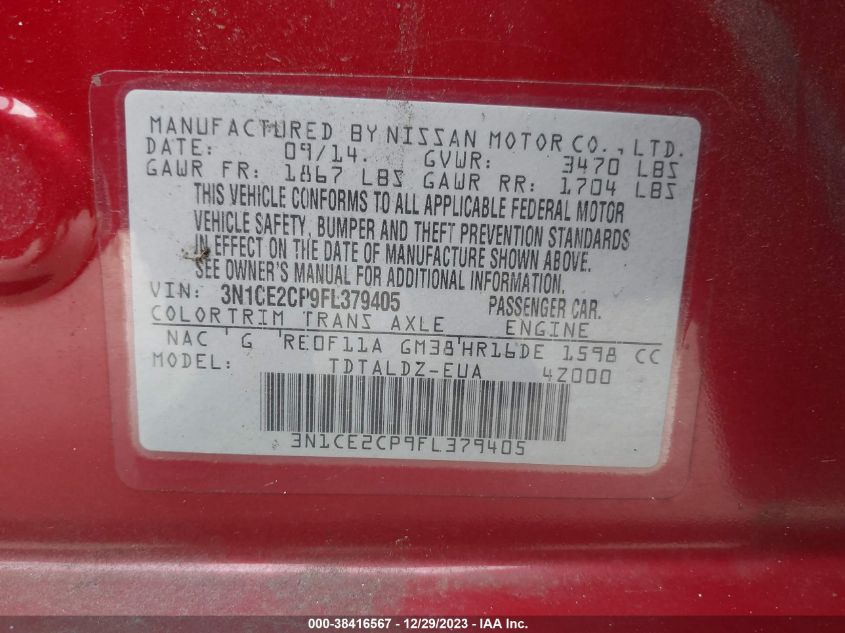 MANUFACTURED BY NISSAN MOTOR CO., LTD.
DATE: 09/14. GVWR: 3470 LBS
GAWR FR: 1867 LBS GAWR RR: 1704 LBS
THIS VEHICLE CONFORMS TO ALL APPLICABLE FEDERAL MOTOR
VEHICLE SAFETY, BUMPER AND THEFT PREVENTION STANDARDS
IN EFFECT ON THE DATE OF MANUFACTURE SHOWN ABOVE.
SEE OWNER'S MANUAL FOR ADDITIONAL INFORMATION.
VIN: 3N1CE2CP9FL379405 PASSENGER CAR.
COLORTRIM TRANS AXLE ENGINE
NAC 'G 'RE0F11A GM38'HR16DE 1598 CC
MODEL: TDTALDZ-EUA 4Z000
3N1CE2CP9FL379405
000-38416567 - 12/29/2023 - IAA Inc.